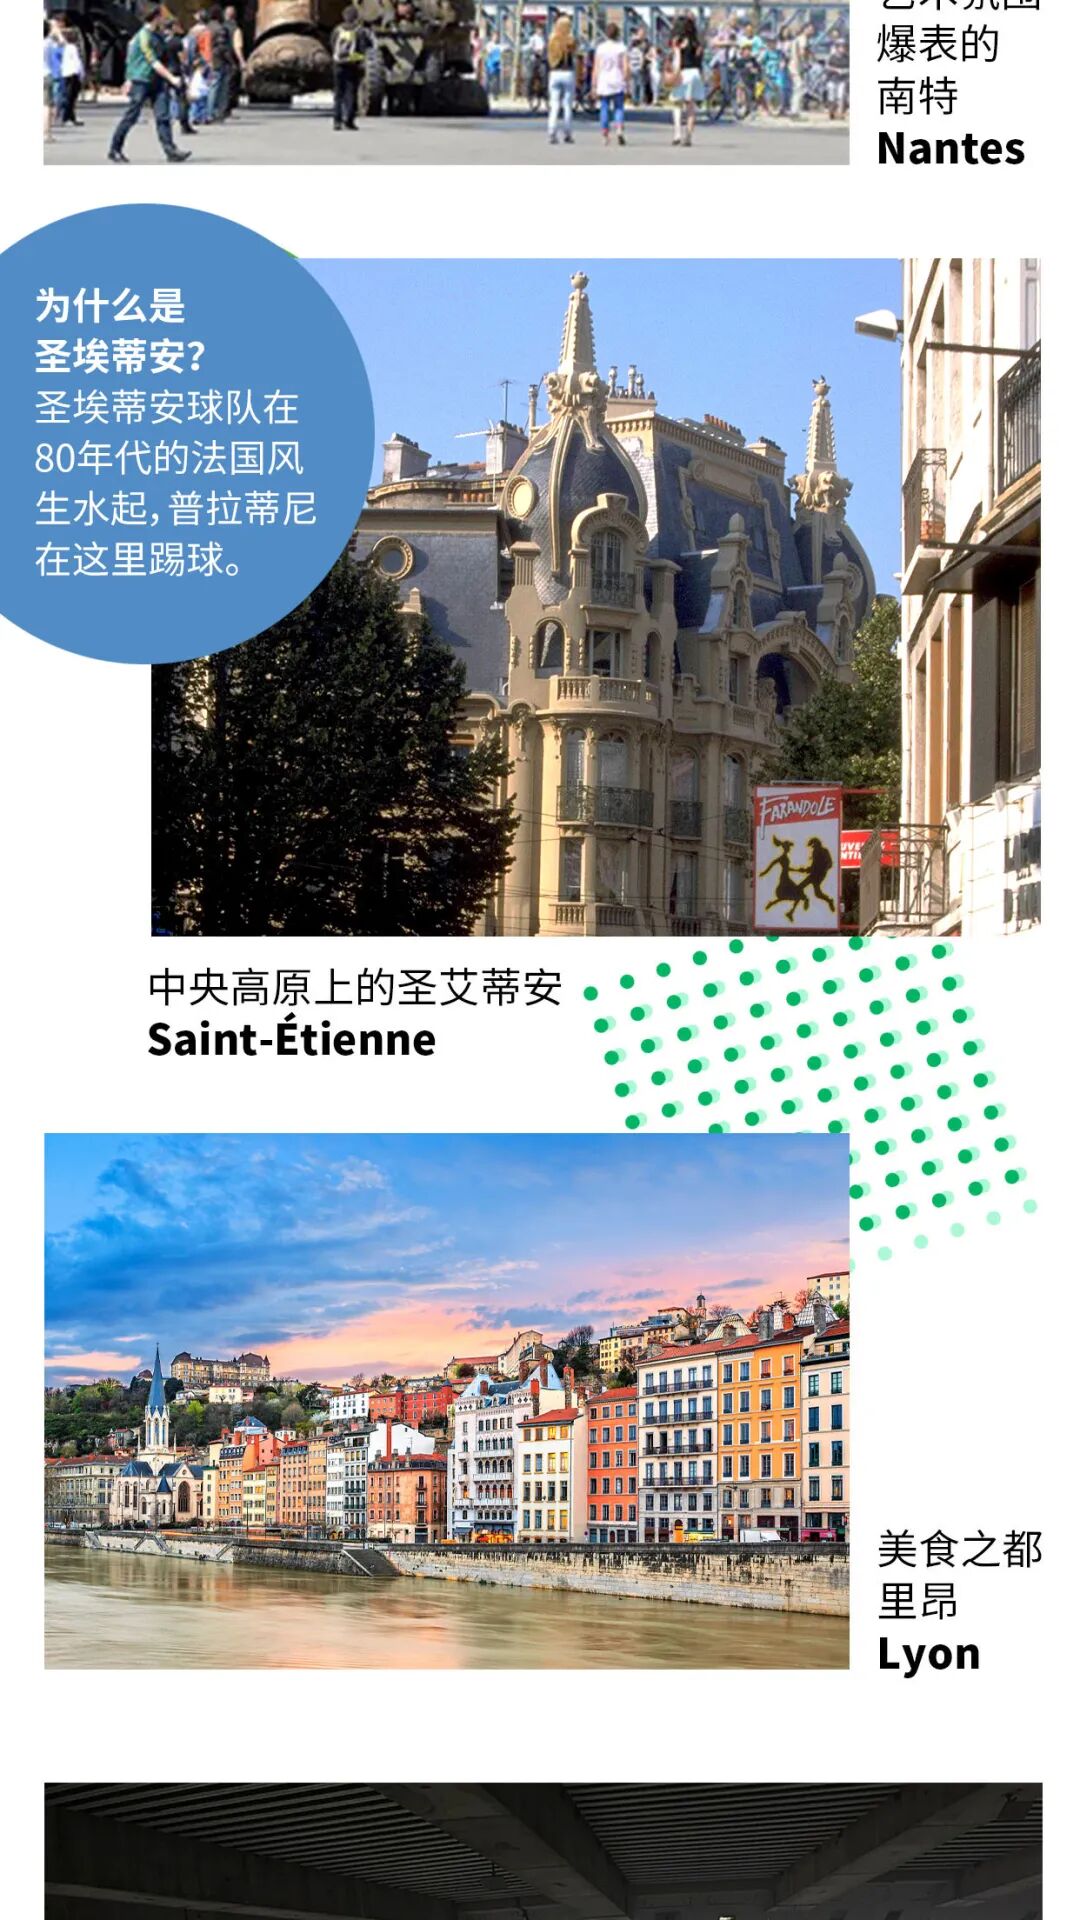 爆表的
南特
Nantes
为什么是
圣埃蒂安？
圣埃蒂安球队在
80年代的法国风
生水起，普拉蒂尼
在这里踢球。
FARANDOLE
中央高原上的圣艾蒂安
Saint-Étienne
美食之都
里昂
Lyon